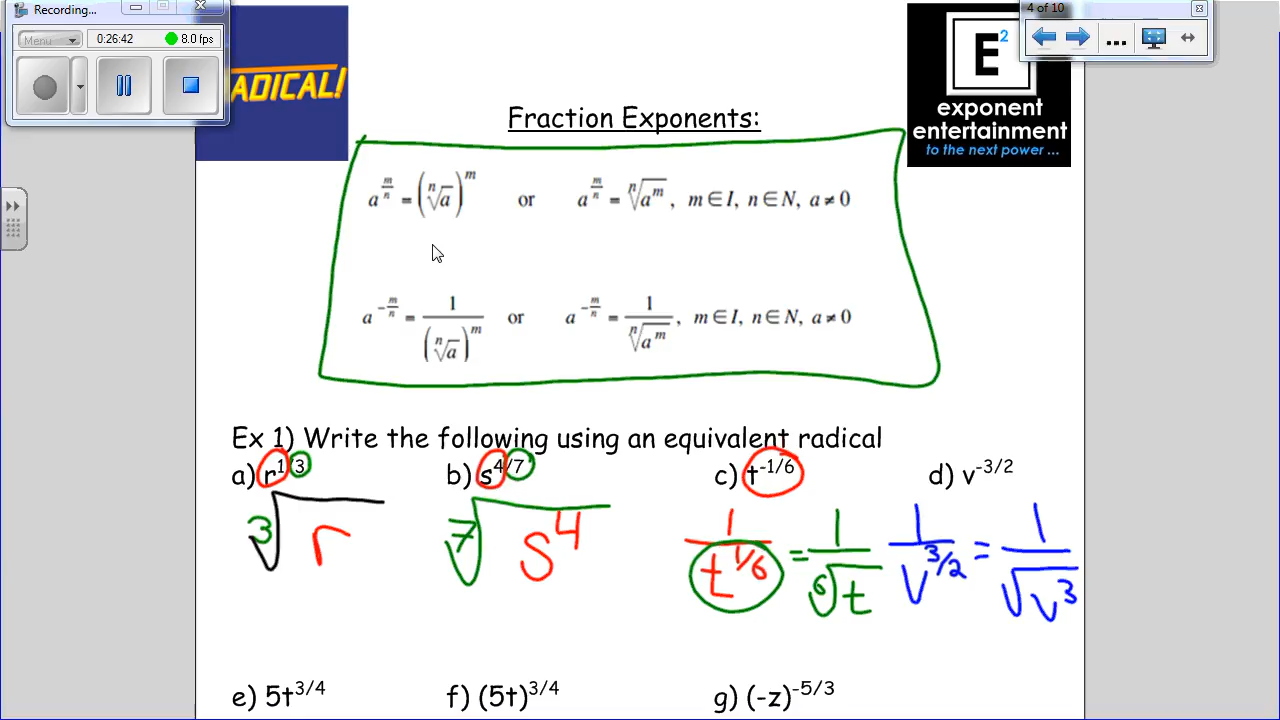 Recording...
Menu
0:26:42
8.0 fps
4 of 10
ADICAL!
E²
exponent
entertainment
to the next power ...
Fraction Exponents:
a^(m/n) = (ⁿ√a)^m or a^(m/n) = ⁿ√(a^m), m ∈ I, n ∈ N, a ≠ 0
a^(-m/n) = 1/(ⁿ√a)^m or a^(-m/n) = 1/ⁿ√(a^m), m ∈ I, n ∈ N, a ≠ 0
Ex 1) Write the following using an equivalent radical
a) r^(1/3) b) s^(4/7) c) t^(-1/6) d) v^(-3/2)
³√r ⁷√(s⁴) 1/t^(1/6) = 1/⁶√t 1/v^(3/2) = 1/√(v³)
e) 5t^(3/4) f) (5t)^(3/4) g) (-z)^(-5/3)